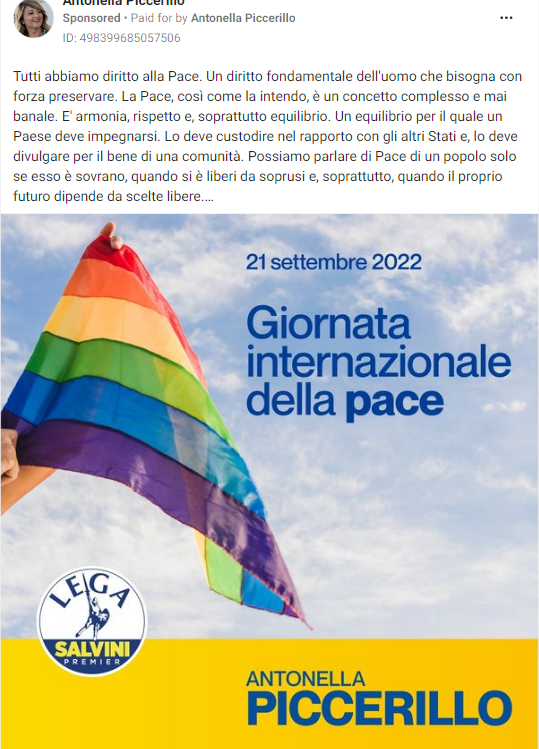 Antonella Piccerillo
Sponsored • Paid for by Antonella Piccerillo
ID: 498399685057506
Tutti abbiamo diritto alla Pace. Un diritto fondamentale dell'uomo che bisogna con
forza preservare. La Pace, così come la intendo, è un concetto complesso e mai
banale. E' armonia, rispetto e, soprattutto equilibrio. Un equilibrio per il quale un
Paese deve impegnarsi. Lo deve custodire nel rapporto con gli altri Stati e, lo deve
divulgare per il bene di una comunità. Possiamo parlare di Pace di un popolo solo
se esso è sovrano, quando si è liberi da soprusi e, soprattutto, quando il proprio
futuro dipende da scelte libere....
21 settembre 2022
Giornata
internazionale
della pace
LEGA
SALVINI
PREMIER
ANTONELLA
PICCERILLO